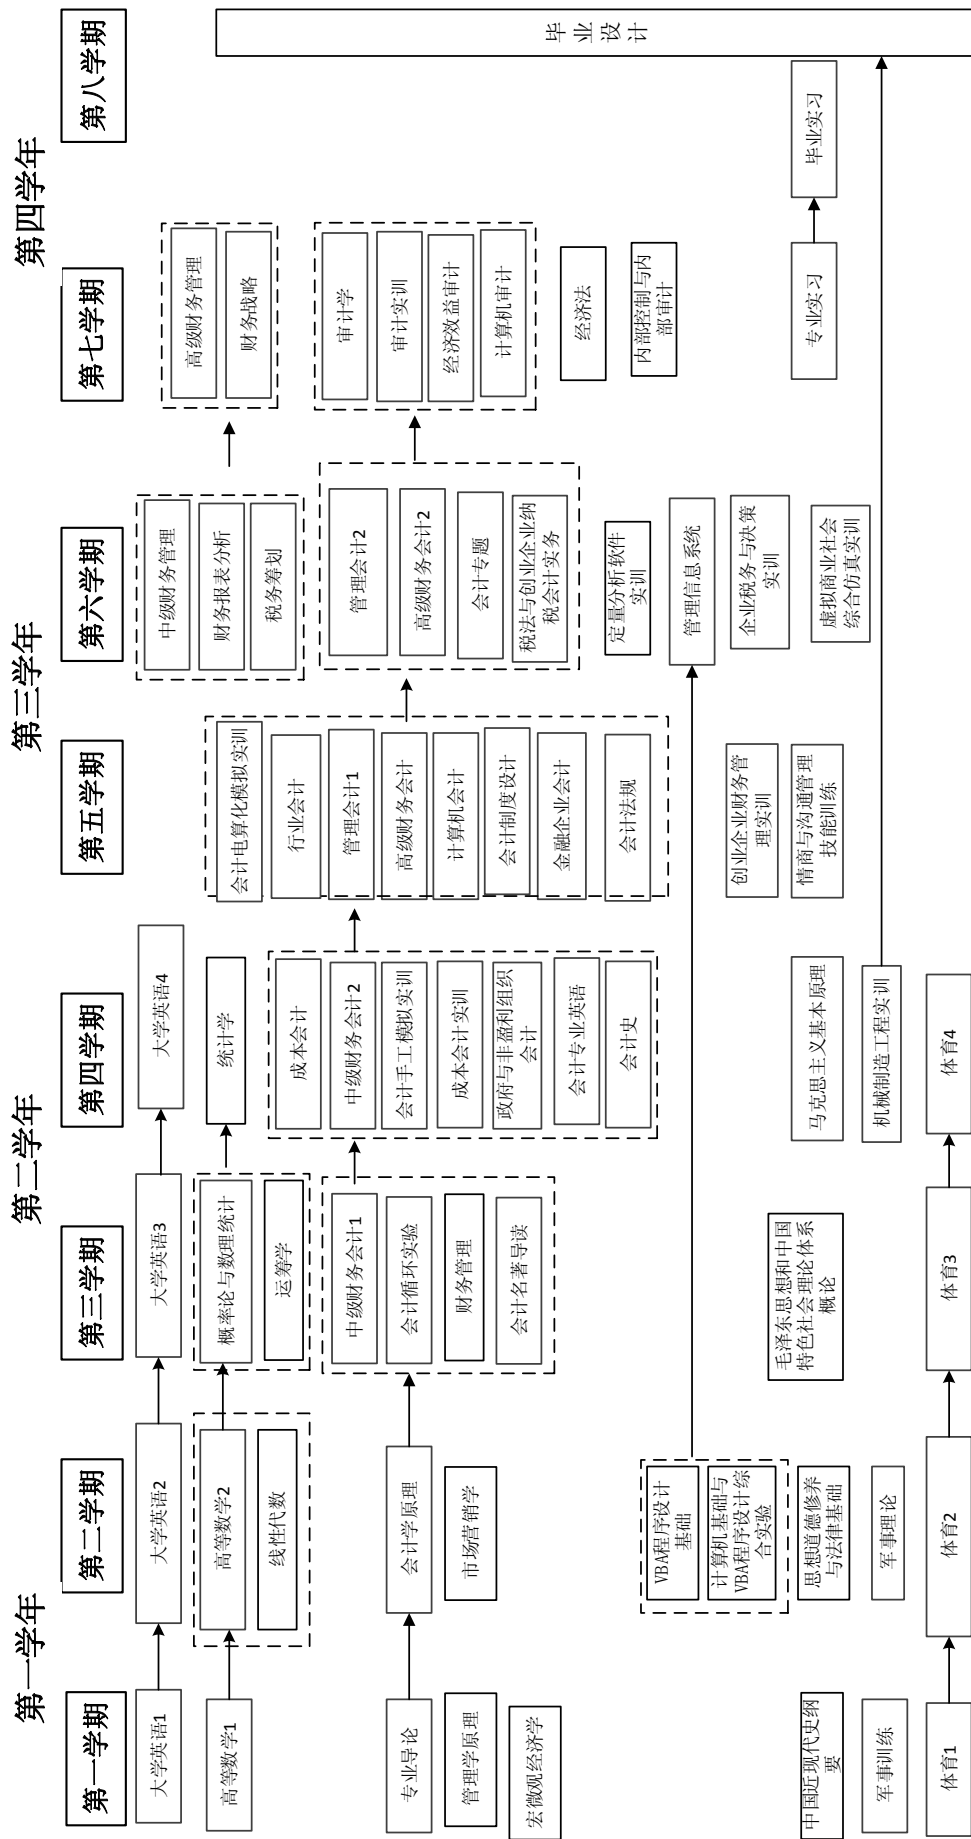 第一学年
第二学年
第三学年
第四学年
第一学期
第二学期
第三学期
第四学期
第五学期
第六学期
第七学期
第八学期
大学英语1
大学英语2
大学英语3
大学英语4
中级财务管理
财务报表分析
税务筹划
高级财务管理
财务战略
高等数学1
高等数学2
线性代数
概率论与数理统计
运筹学
统计学
专业导论
管理学原理
宏微观经济学
会计学原理
市场营销学
中级财务会计1
会计循环实验
财务管理
会计名著导读
成本会计
中级财务会计2
会计手工模拟实训
成本会计实训
政府与非盈利组织
会计
会计专业英语
会计史
会计电算化模拟实训
行业会计
管理会计1
高级财务会计1
计算机会计
会计制度设计
金融企业会计
会计法规
管理会计2
高级财务会计2
会计专题
税法与创业企业纳
税会计实务
审计学
审计实训
经济效益审计
计算机审计
经济法
内部控制与内
部审计
定量分析软件
实训
VBA程序设计
基础
计算机基础与
VBA程序设计综
合实验
管理信息系统
企业税务与决策
实训
创业企业财务管
理实训
情商与沟通管理
技能训练
虚拟商业社会
综合仿真实训
专业实习
毕业实习
中国近现代史纲
要
思想道德修养
与法律基础
毛泽东思想和中国
特色社会理论体系
概论
马克思主义基本原理
军事训练
军事理论
机械制造工程实训
体育1
体育2
体育3
体育4
毕业设计